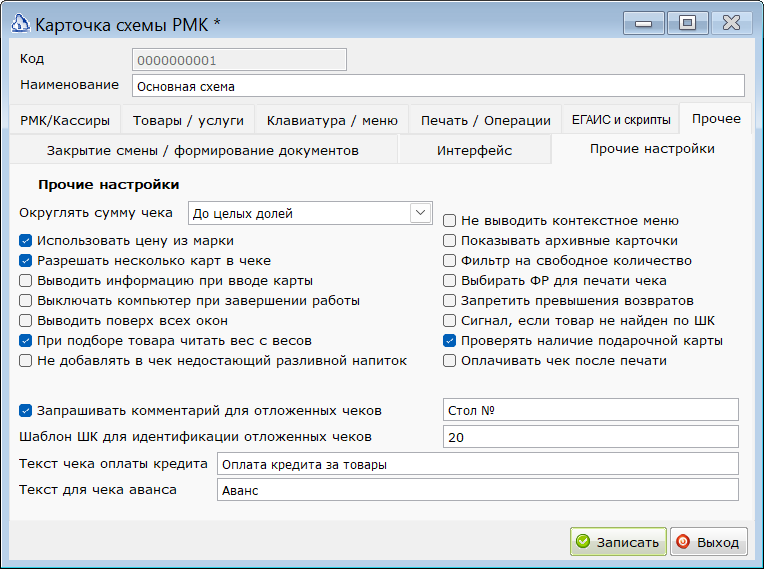 Карточка схемы РМК *
Код
0000000001
Наименование
Основная схема
РМК/Кассиры
Товары / услуги
Клавиатура / меню
Печать / Операции
ЕГАИС и скрипты
Прочее
Закрытие смены / формирование документов
Интерфейс
Прочие настройки
Прочие настройки
Округлять сумму чека
До целых долей
Использовать цену из марки
Разрешать несколько карт в чеке
Выводить информацию при вводе карты
Выключать компьютер при завершении работы
Выводить поверх всех окон
При подборе товара читать вес с весов
Не добавлять в чек недостающий разливной напиток
Не выводить контекстное меню
Показывать архивные карточки
Фильтр на свободное количество
Выбирать ФР для печати чека
Запретить превышения возвратов
Сигнал, если товар не найден по ШК
Проверять наличие подарочной карты
Оплачивать чек после печати
Запрашивать комментарий для отложенных чеков
Стол №
Шаблон ШК для идентификации отложенных чеков
20
Текст чека оплаты кредита
Оплата кредита за товары
Текст для чека аванса
Аванс
Записать
Выход